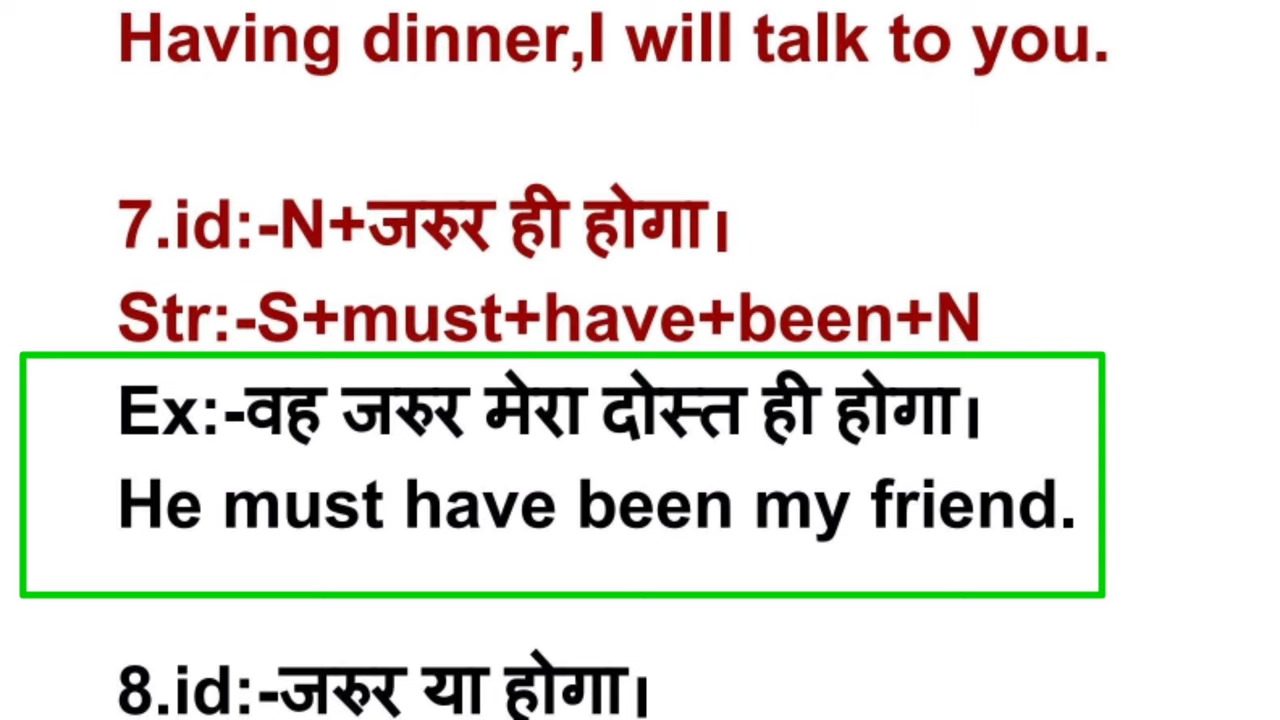 Having dinner,I will talk to you.
7.id:-N+जरुर ही होगा।
Str:-S+must+have+been+N
Ex:-वह जरुर मेरा दोस्त ही होगा।
He must have been my friend.
8.id:-जरुर या होगा।